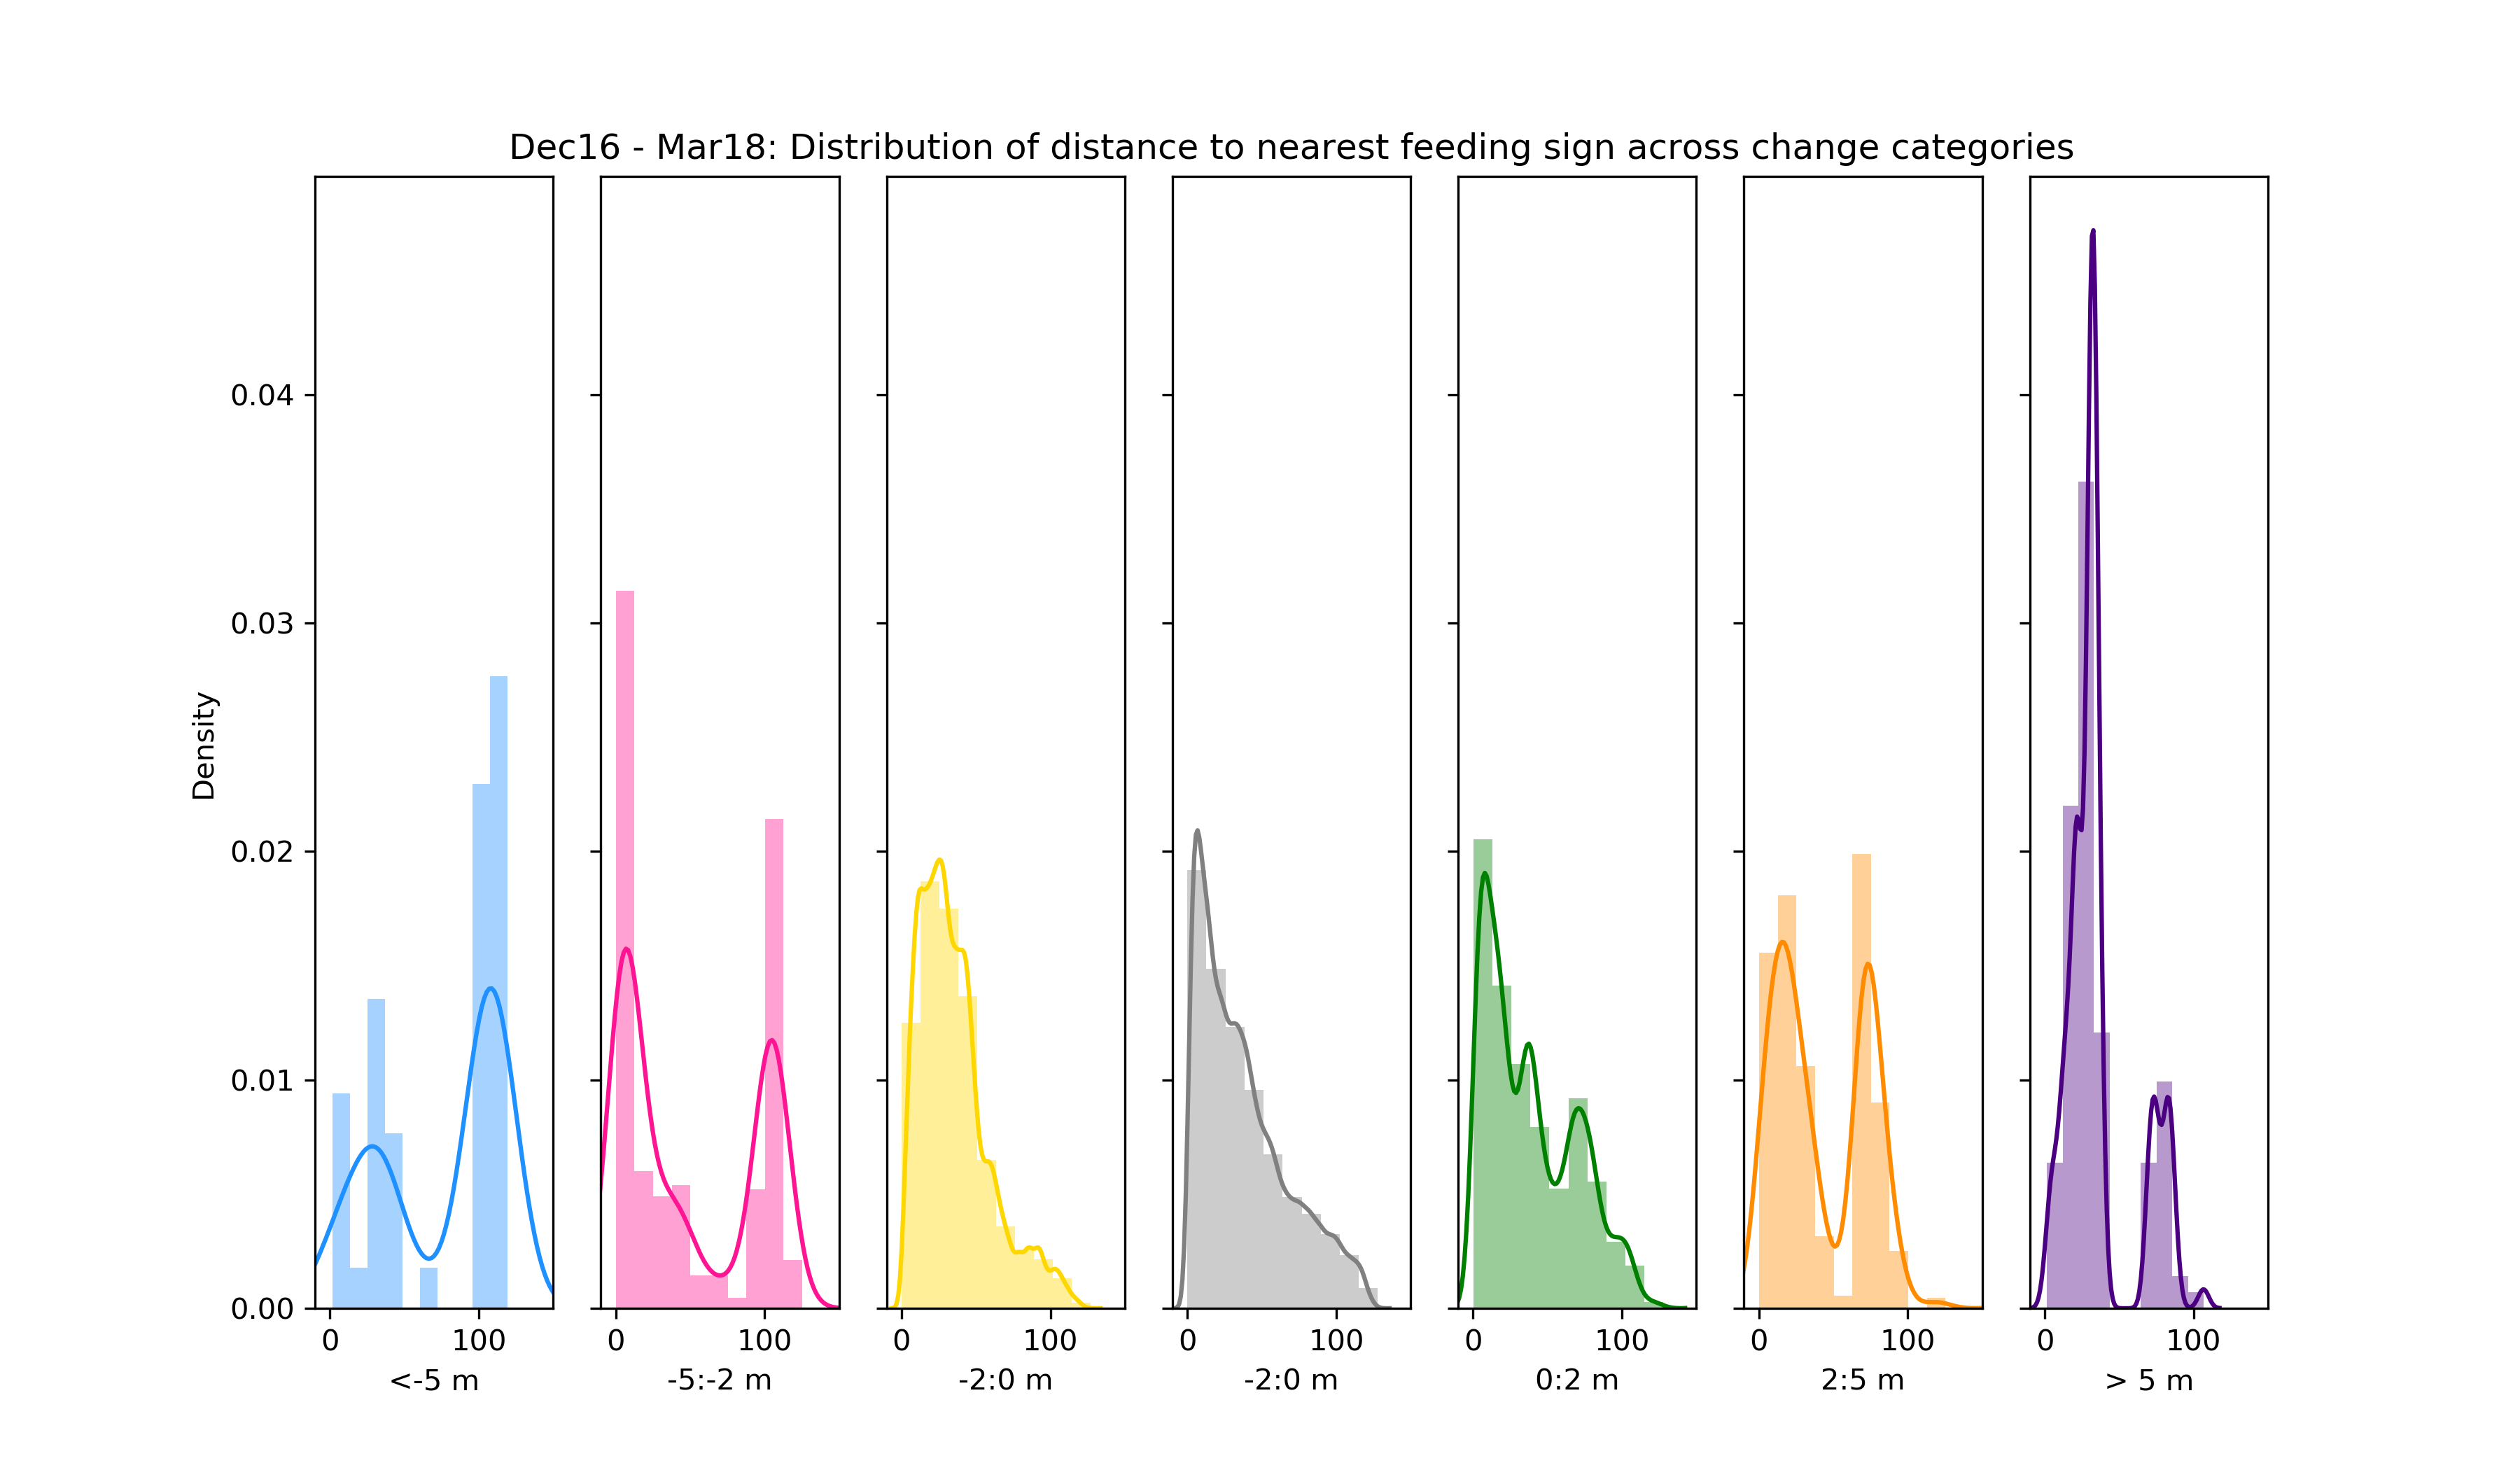 Dec16 - Mar18: Distribution of distance to nearest feeding sign across change categories
0.04
0.03
0.02
0.01
0.00
Density
0 100 0 100 0 100 0 100 0 100 0 100 0 100
<-5 m -5:-2 m -2:0 m -2:0 m 0:2 m 2:5 m > 5 m